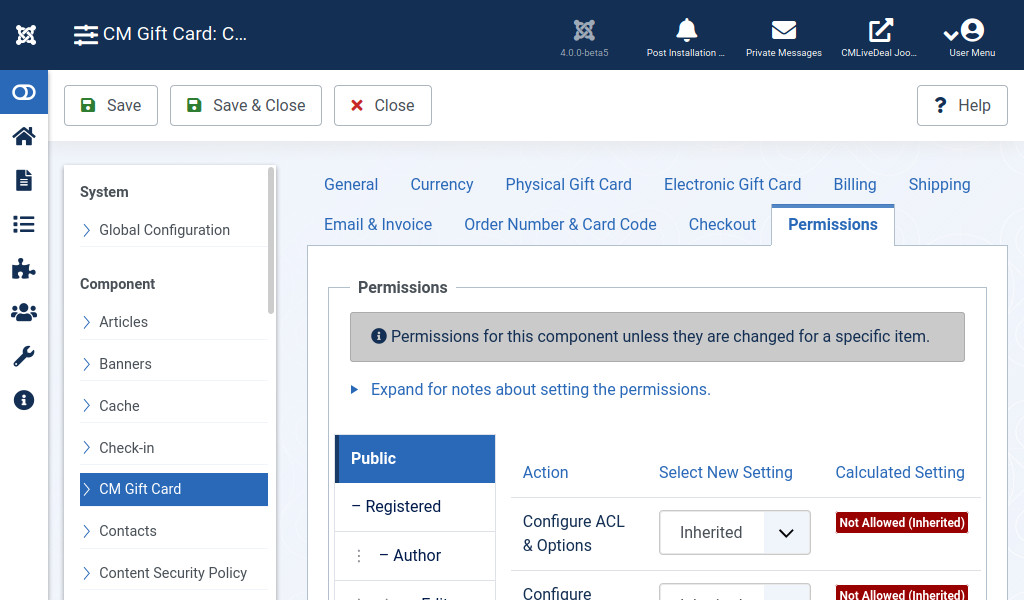 CM Gift Card: C...
4.0.0-beta5
Post Installation ...
Private Messages
CMLiveDeal Joo...
User Menu
Save
Save & Close
Close
Help
System
Global Configuration
Component
Articles
Banners
Cache
Check-in
CM Gift Card
Contacts
Content Security Policy
General Currency Physical Gift Card Electronic Gift Card Billing Shipping
Email & Invoice Order Number & Card Code Checkout Permissions
Permissions
Permissions for this component unless they are changed for a specific item.
Expand for notes about setting the permissions.
Public
– Registered
– Author
Action Select New Setting Calculated Setting
Configure ACL
& Options
Inherited
Not Allowed (Inherited)
Configure
Not Allowed (Inherited)